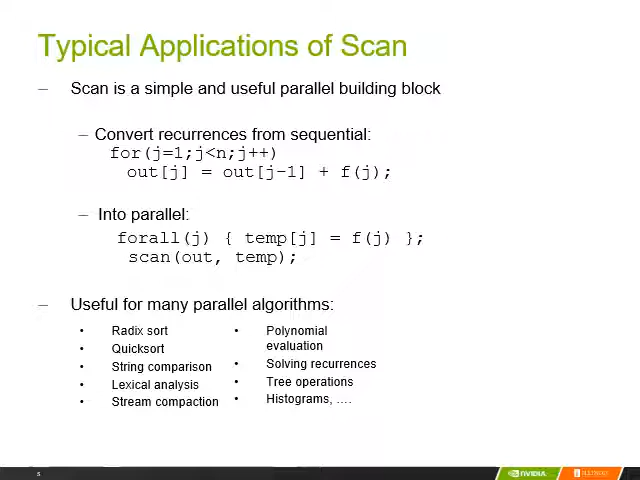 Typical Applications of Scan
– Scan is a simple and useful parallel building block
– Convert recurrences from sequential:
for(j=1;j<n;j++)
out[j] = out[j-1] + f(j);
– Into parallel:
forall(j) { temp[j] = f(j) };
scan(out, temp);
– Useful for many parallel algorithms:
• Radix sort
• Quicksort
• String comparison
• Lexical analysis
• Stream compaction
• Polynomial
evaluation
• Solving recurrences
• Tree operations
• Histograms, ....
5
NVIDIA